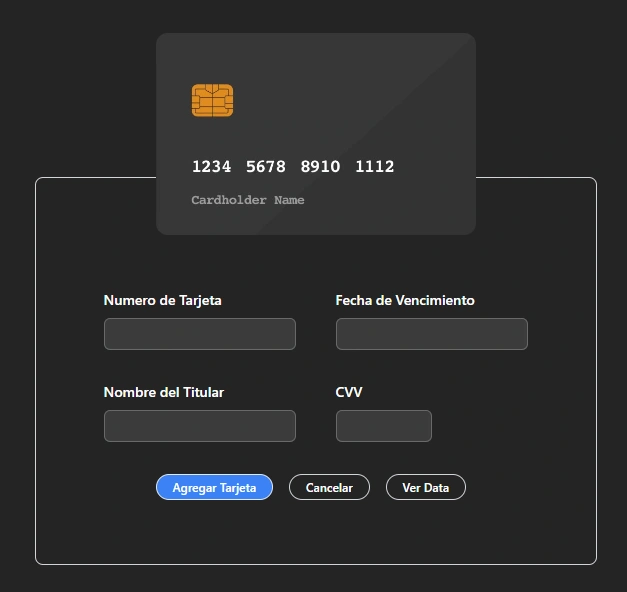 1234 5678 8910 1112
Cardholder Name
Numero de Tarjeta
Fecha de Vencimiento
Nombre del Titular
CVV
Agregar Tarjeta
Cancelar
Ver Data